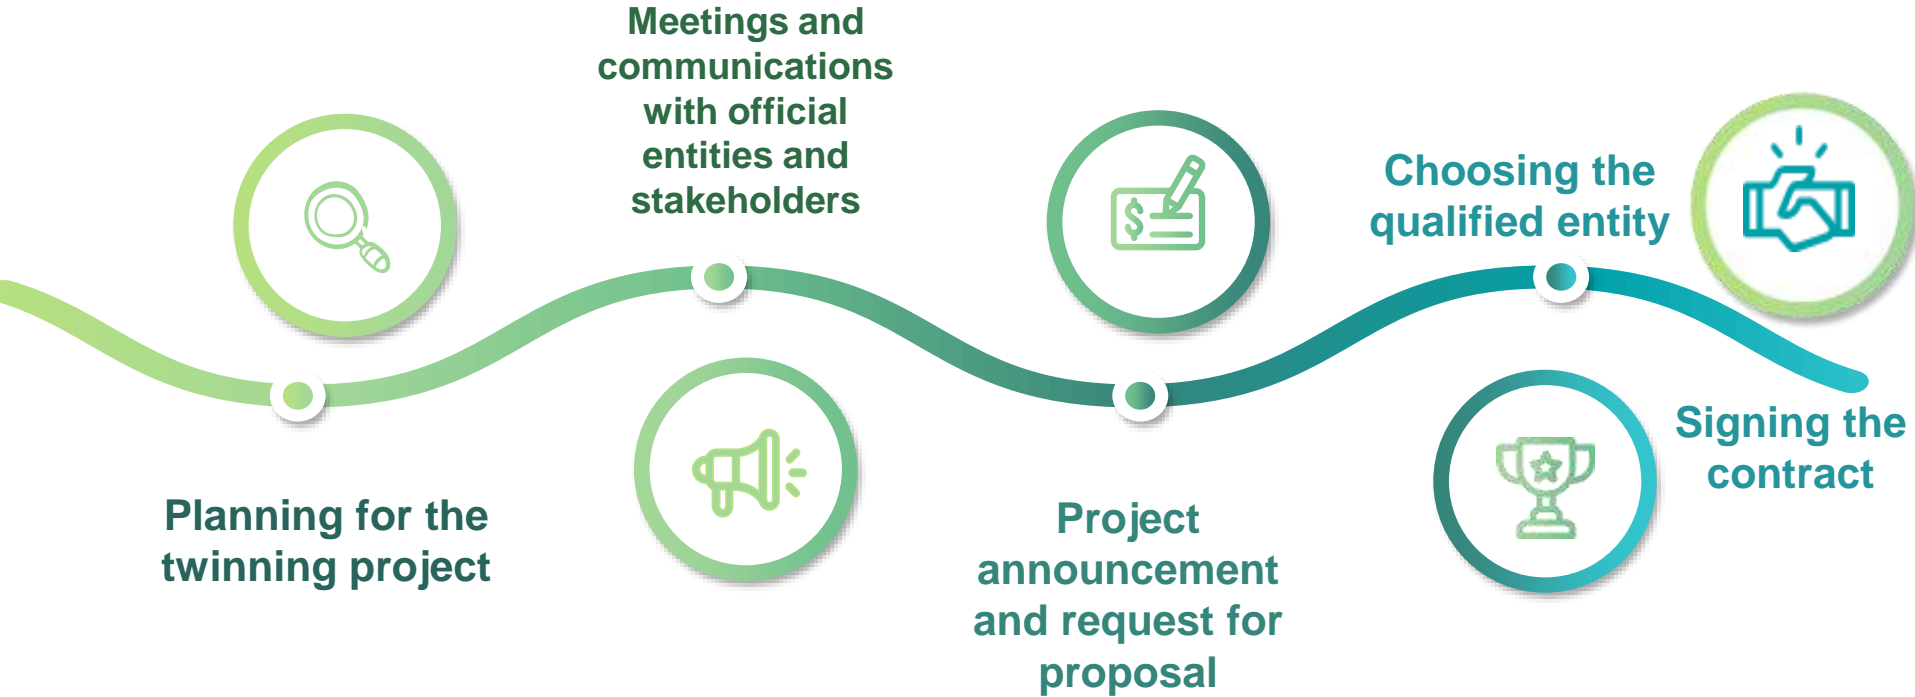 Meetings and
communications
with official
entities and
stakeholders
Choosing the
qualified entity
$
Signing the
contract
Planning for the
twinning project
Project
announcement
and request for
proposal